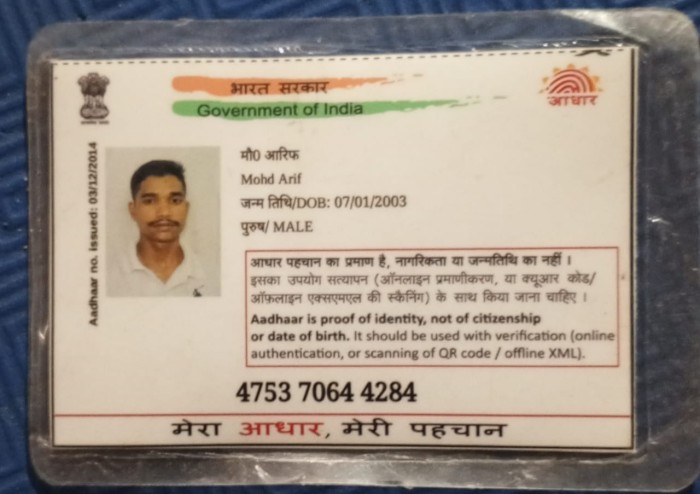 भारत सरकार
Government of India
आधार
Aadhaar no. issued: 03/12/2014
मौ0 आरिफ
Mohd Arif
जन्म तिथि/DOB: 07/01/2003
पुरुष/ MALE
आधार पहचान का प्रमाण है, नागरिकता या जन्मतिथि का नहीं ।
इसका उपयोग सत्यापन (ऑनलाइन प्रमाणीकरण, या क्यूआर कोड/
ऑफ़लाइन एक्सएमएल की स्कैनिंग) के साथ किया जाना चाहिए ।
Aadhaar is proof of identity, not of citizenship
or date of birth. It should be used with verification (online
authentication, or scanning of QR code / offline XML).
4753 7064 4284
मेरा आधार, मेरी पहचान